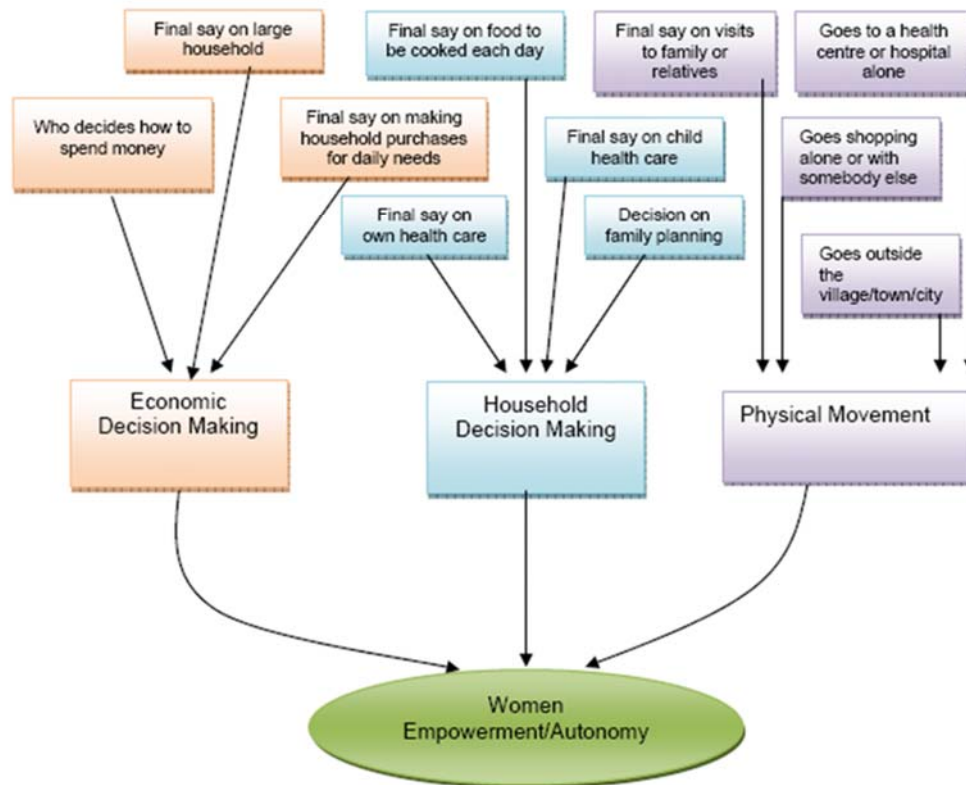 Final say on large
household
Final say on food to
be cooked each day
Final say on visits to
family or
relatives
Goes to a health
centre or hospital
alone
Who decides how to
spend money
Final say on making
household purchases
for daily needs
Final say on child
health care
Goes shopping
alone or with
somebody else
Final say on
own health care
Decision on
family planning
Goes outside
the
village/town/city
Economic
Decision Making
Household
Decision Making
Physical Movement
Women
Empowerment/Autonomy